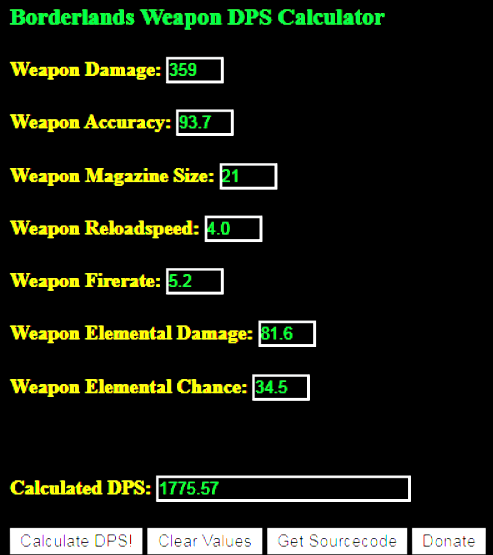 Borderlands Weapon DPS Calculator
Weapon Damage: 359
Weapon Accuracy: 93.7
Weapon Magazine Size: 21
Weapon Reloadspeed: 4.0
Weapon Firerate: 5.2
Weapon Elemental Damage: 81.6
Weapon Elemental Chance: 34.5
Calculated DPS: 1775.57
Calculate DPS! Clear Values Get Sourcecode Donate